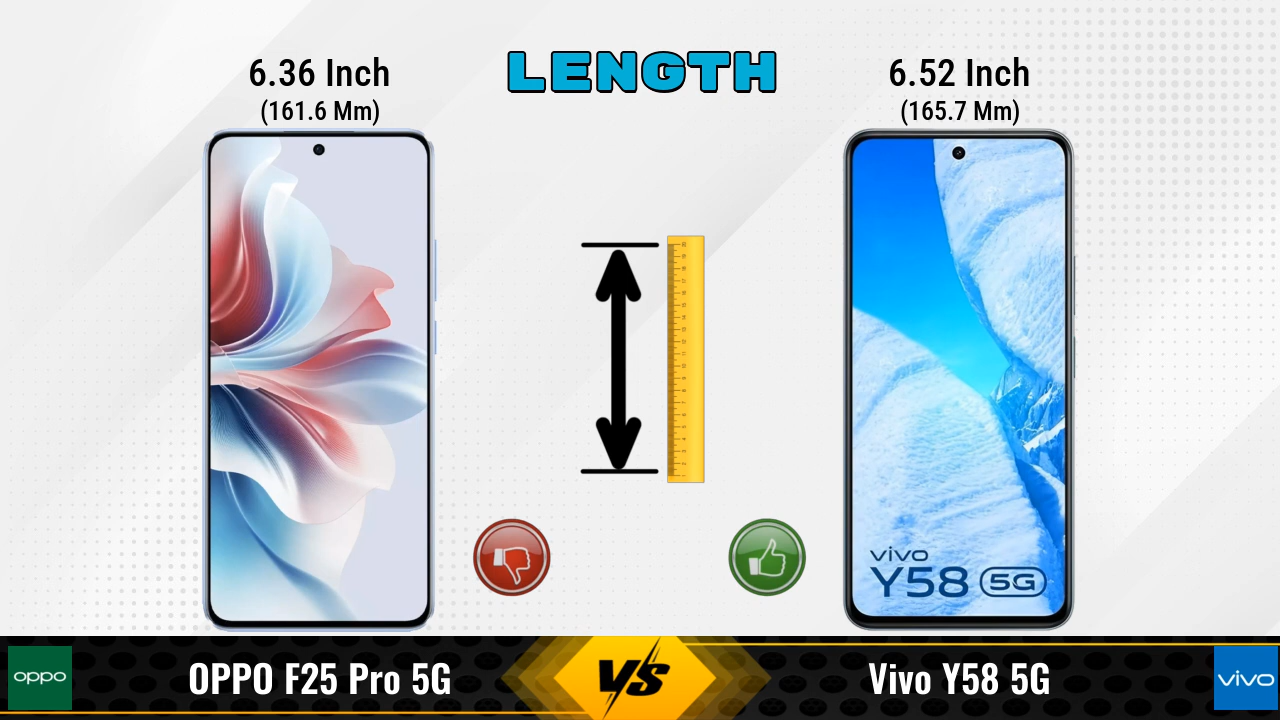 LENGTH
6.36 Inch
(161.6 Mm)
6.52 Inch
(165.7 Mm)
vivo
Y58 5G
oppo
OPPO F25 Pro 5G
VS
Vivo Y58 5G
vivo